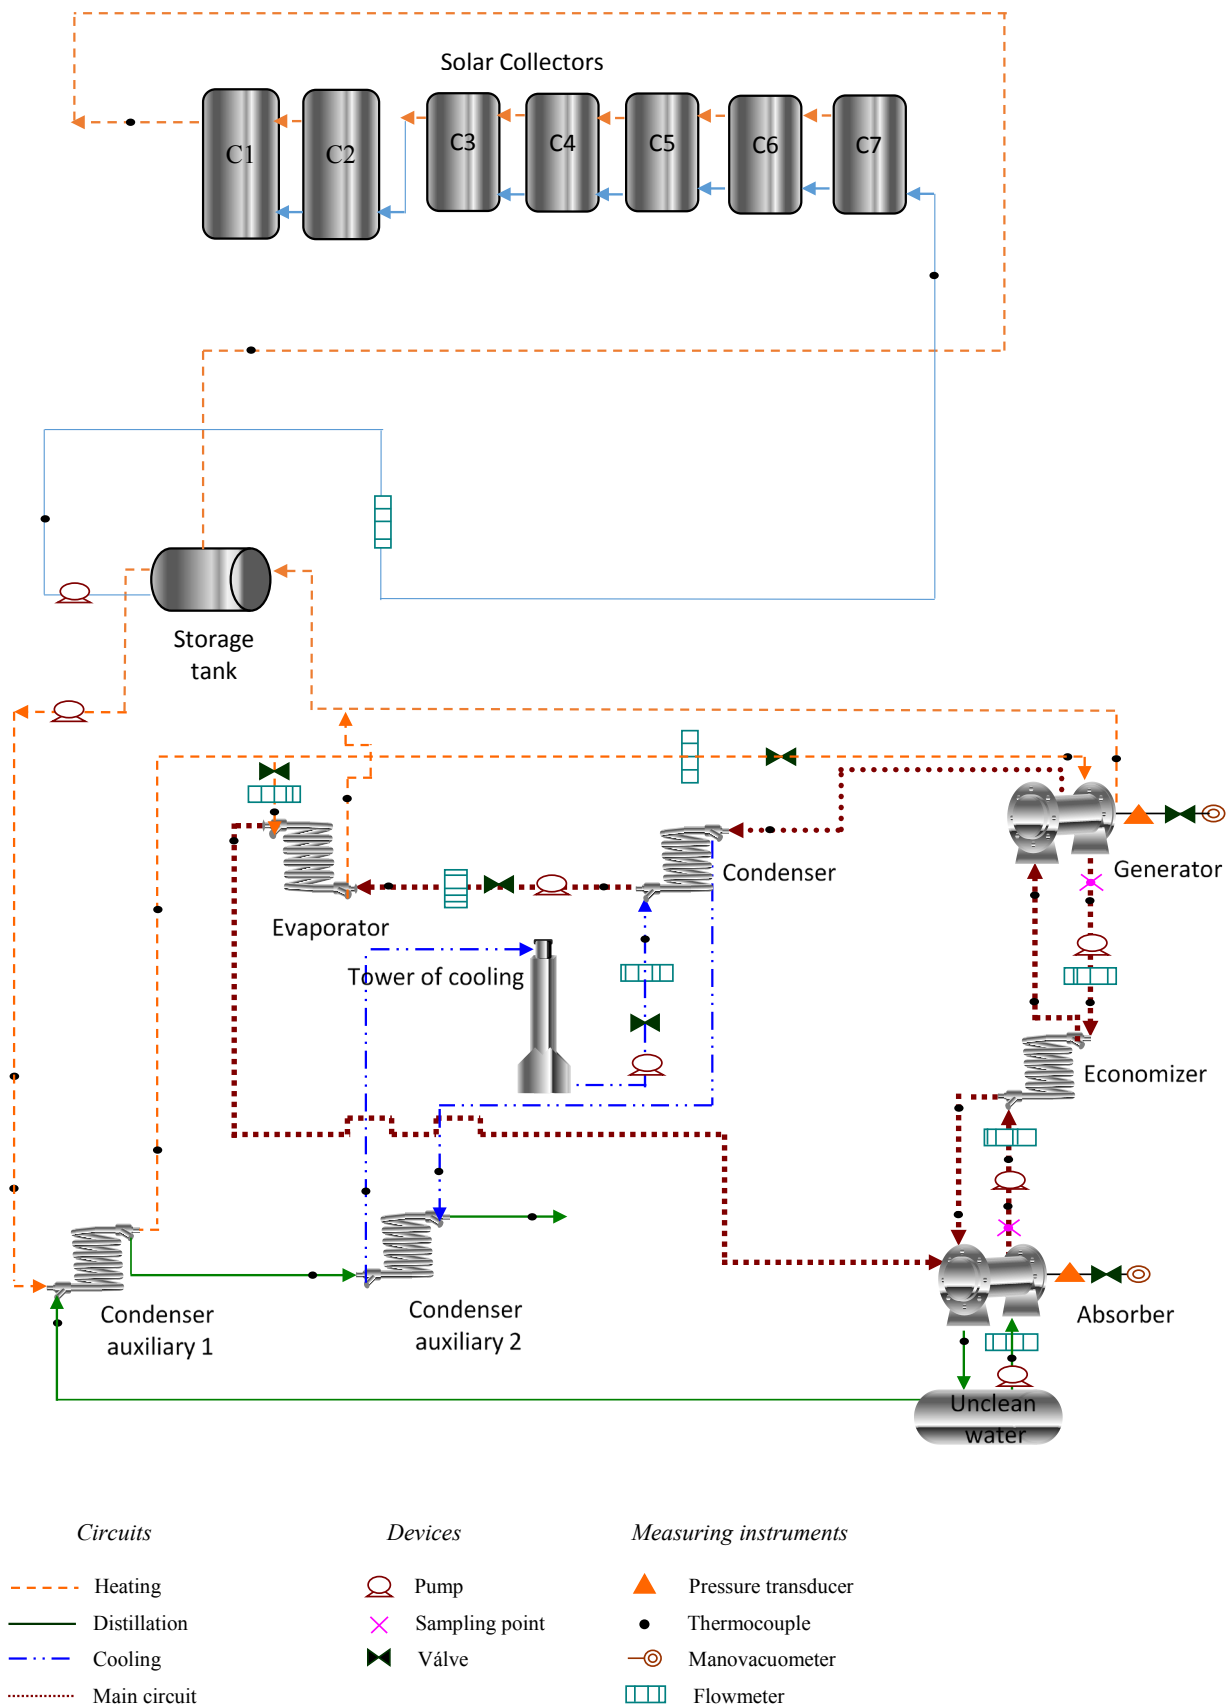 Solar Collectors
C1
C2
C3
C4
C5
C6
C7
Storage
tank
Generator
Condenser
Evaporator
Tower of cooling
Economizer
Condenser
auxiliary 1
Condenser
auxiliary 2
Absorber
Unclean
water
Circuits
Devices
Measuring instruments
Heating
Pump
Pressure transducer
Distillation
Sampling point
Thermocouple
Cooling
Válve
Manovacuometer
Main circuit
Flowmeter